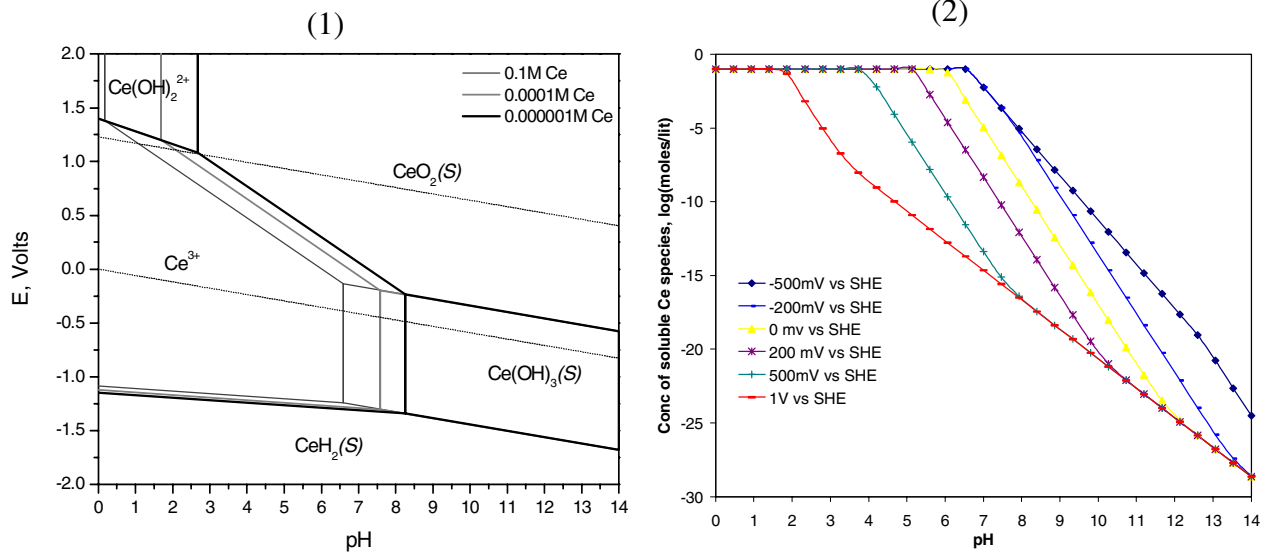 (1)
2.0
1.5
1.0
0.5
0.0
-0.5
-1.0
-1.5
-2.0
E, Volts
Ce(OH)₂²⁺
0.1M Ce
0.0001M Ce
0.000001M Ce
CeO₂(S)
Ce³⁺
Ce(OH)₃(S)
CeH₂(S)
0 1 2 3 4 5 6 7 8 9 10 11 12 13 14
pH
(2)
0
-5
-10
-15
-20
-25
-30
Conc of soluble Ce species, log(moles/lit)
-500mV vs SHE
-200mV vs SHE
0 mv vs SHE
200 mV vs SHE
500mV vs SHE
1V vs SHE
0 1 2 3 4 5 6 7 8 9 10 11 12 13 14
pH